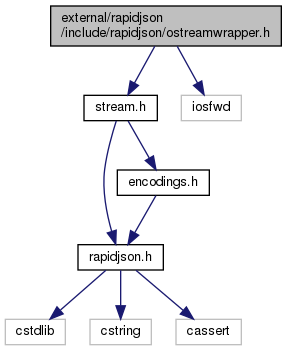 external/rapidjson
/include/rapidjson/ostreamwrapper.h
stream.h
iosfwd
encodings.h
rapidjson.h
cstdlib
cstring
cassert